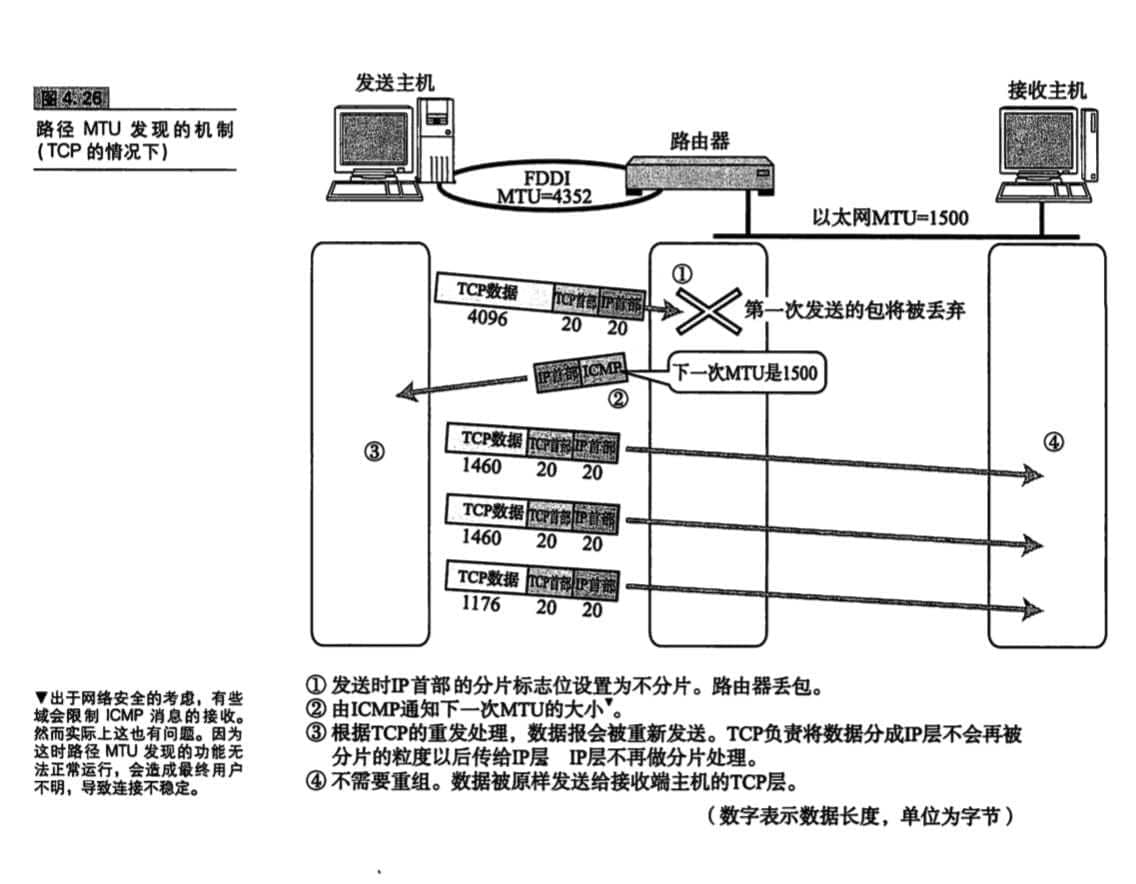 图 4.26
路径 MTU 发现的机制
(TCP 的情况下)
发送主机
接收主机
路由器
FDDI
MTU=4352
以太网MTU=1500
①
TCP数据 TCP首部 IP首部
4096 20 20
第一次发送的包将被丢弃
IP首部 ICMP
下一次MTU是1500
②
③
④
TCP数据 TCP首部 IP首部
1460 20 20
TCP数据 TCP首部 IP首部
1460 20 20
TCP数据 TCP首部 IP首部
1176 20 20
① 发送时IP首部的分片标志位设置为不分片。路由器丢包。
② 由ICMP通知下一次MTU的大小▼。
③ 根据TCP的重发处理，数据报会被重新发送。TCP负责将数据分成IP层不会再被
分片的粒度以后传给IP层 IP层不再做分片处理。
④ 不需要重组。数据被原样发送给接收端主机的TCP层。
（数字表示数据长度，单位为字节）
▼出于网络安全的考虑，有些
域会限制 ICMP 消息的接收。
然而实际上这也有问题。因为
这时路径 MTU 发现的功能无
法正常运行，会造成最终用户
不明，导致连接不稳定。